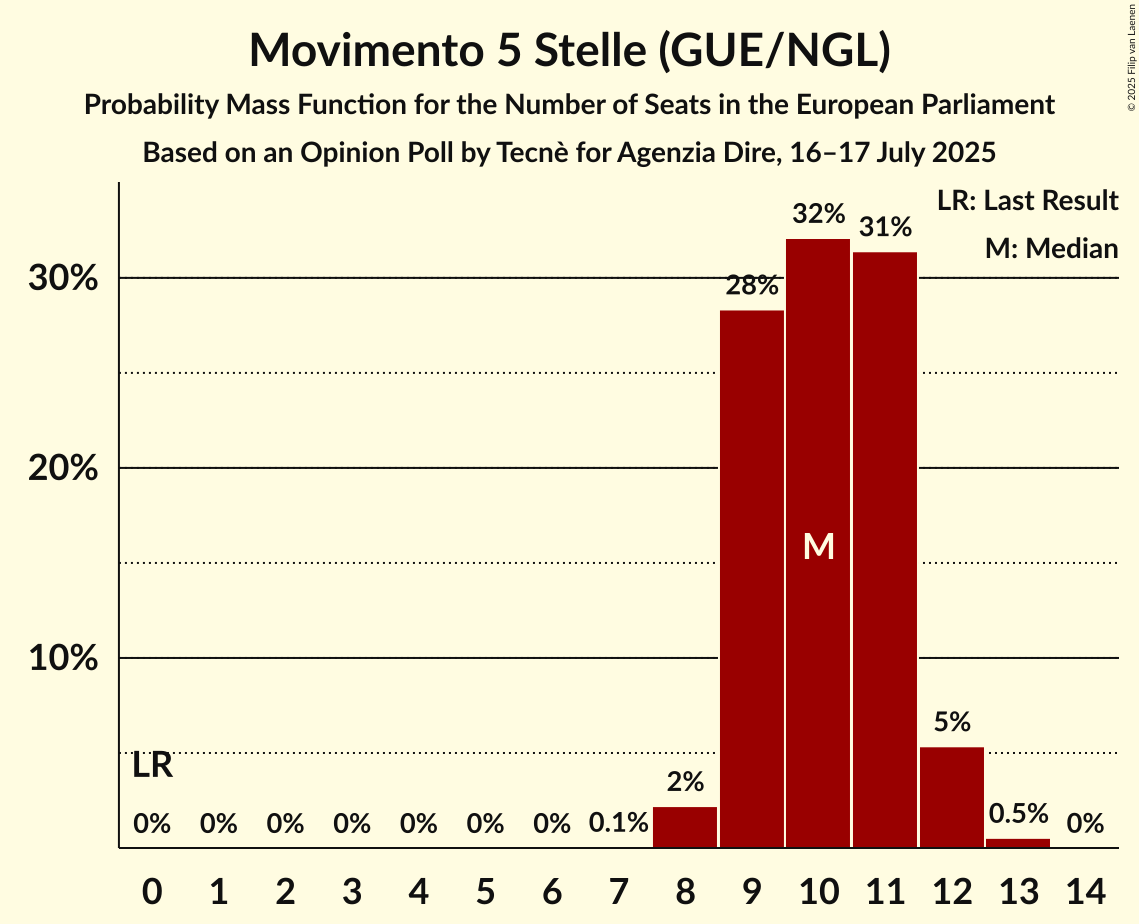 Movimento 5 Stelle (GUE/NGL)
Probability Mass Function for the Number of Seats in the European Parliament
Based on an Opinion Poll by Tecnè for Agenzia Dire, 16–17 July 2025
© 2025 Filip van Laenen
LR: Last Result
M: Median
30%
20%
10%
LR
0% 0% 0% 0% 0% 0% 0% 0.1% 2% 28% 32% 31% 5% 0.5% 0%
M
0 1 2 3 4 5 6 7 8 9 10 11 12 13 14